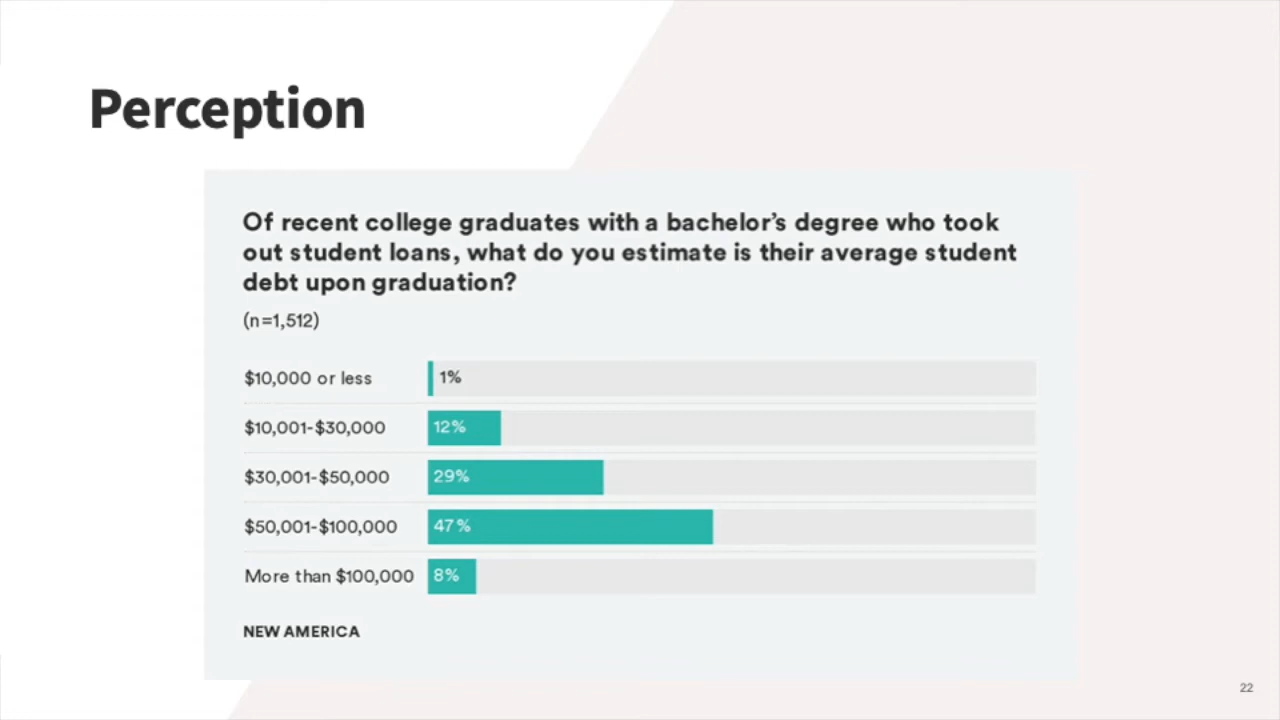 Perception
Of recent college graduates with a bachelor's degree who took
out student loans, what do you estimate is their average student
debt upon graduation?
(n=1,512)
$10,000 or less 1%
$10,001-$30,000 12%
$30,001-$50,000 29%
$50,001-$100,000 47%
More than $100,000 8%
NEW AMERICA
22